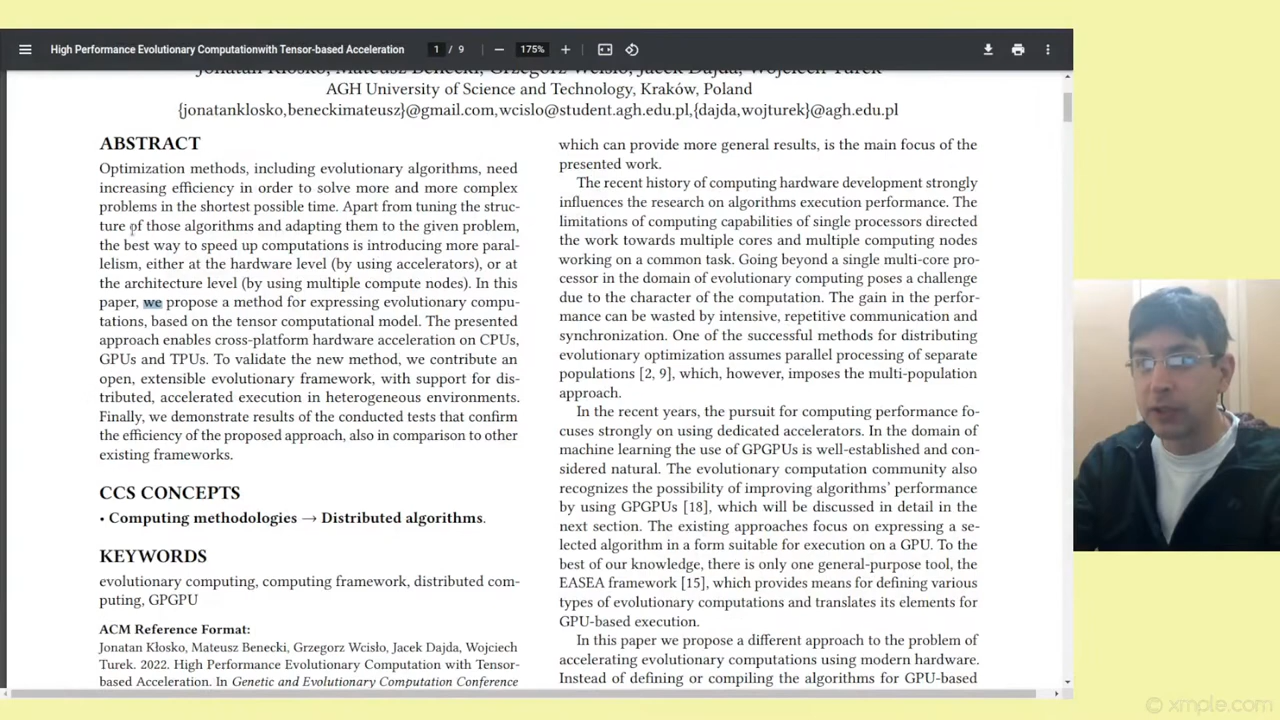 High Performance Evolutionary Computationwith Tensor-based Acceleration
1 / 9
175%
Jonatan Kłosko, Mateusz Benecki, Grzegorz Wcisło, Jacek Dajda, Wojciech Turek
AGH University of Science and Technology, Kraków, Poland
{jonatanklosko,beneckimateusz}@gmail.com,wcislo@student.agh.edu.pl,{dajda,wojturek}@agh.edu.pl
ABSTRACT
Optimization methods, including evolutionary algorithms, need
increasing efficiency in order to solve more and more complex
problems in the shortest possible time. Apart from tuning the struc-
ture of those algorithms and adapting them to the given problem,
the best way to speed up computations is introducing more paral-
lelism, either at the hardware level (by using accelerators), or at
the architecture level (by using multiple compute nodes). In this
paper, we propose a method for expressing evolutionary compu-
tations, based on the tensor computational model. The presented
approach enables cross-platform hardware acceleration on CPUs,
GPUs and TPUs. To validate the new method, we contribute an
open, extensible evolutionary framework, with support for dis-
tributed, accelerated execution in heterogeneous environments.
Finally, we demonstrate results of the conducted tests that confirm
the efficiency of the proposed approach, also in comparison to other
existing frameworks.
CCS CONCEPTS
• Computing methodologies → Distributed algorithms.
KEYWORDS
evolutionary computing, computing framework, distributed com-
puting, GPGPU
ACM Reference Format:
Jonatan Kłosko, Mateusz Benecki, Grzegorz Wcisło, Jacek Dajda, Wojciech
Turek. 2022. High Performance Evolutionary Computation with Tensor-
based Acceleration. In Genetic and Evolutionary Computation Conference
which can provide more general results, is the main focus of the
presented work.
The recent history of computing hardware development strongly
influences the research on algorithms execution performance. The
limitations of computing capabilities of single processors directed
the work towards multiple cores and multiple computing nodes
working on a common task. Going beyond a single multi-core pro-
cessor in the domain of evolutionary computing poses a challenge
due to the character of the computation. The gain in the perfor-
mance can be wasted by intensive, repetitive communication and
synchronization. One of the successful methods for distributing
evolutionary optimization assumes parallel processing of separate
populations [2, 9], which, however, imposes the multi-population
approach.
In the recent years, the pursuit for computing performance fo-
cuses strongly on using dedicated accelerators. In the domain of
machine learning the use of GPGPUs is well-established and con-
sidered natural. The evolutionary computation community also
recognizes the possibility of improving algorithms' performance
by using GPGPUs [18], which will be discussed in detail in the
next section. The existing approaches focus on expressing a se-
lected algorithm in a form suitable for execution on a GPU. To the
best of our knowledge, there is only one general-purpose tool, the
EASEA framework [15], which provides means for defining various
types of evolutionary computations and translates its elements for
GPU-based execution.
In this paper we propose a different approach to the problem of
accelerating evolutionary computations using modern hardware.
Instead of defining or compiling the algorithms for GPU-based
© xmple.com